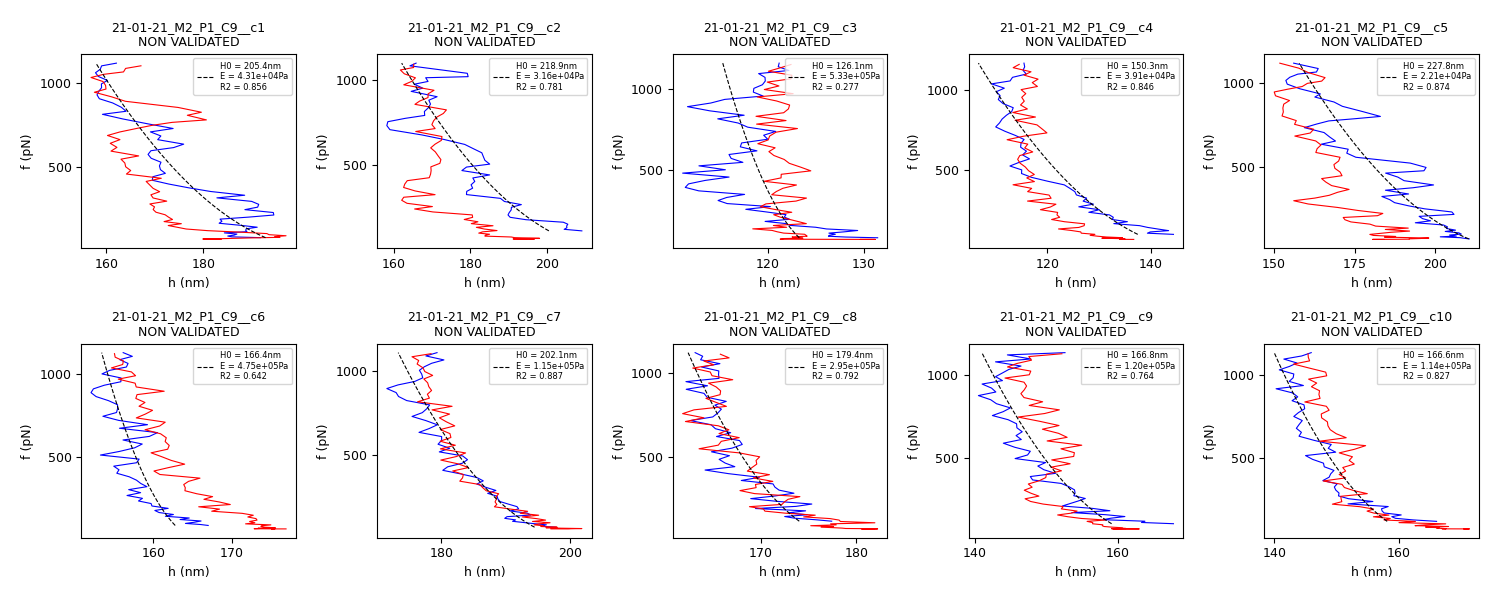 21-01-21_M2_P1_C9__c1
NON VALIDATED
H0 = 205.4nm
E = 4.31e+04Pa
R2 = 0.856
1000
500
f (pN)
160 180
h (nm)
21-01-21_M2_P1_C9__c2
NON VALIDATED
H0 = 218.9nm
E = 3.16e+04Pa
R2 = 0.781
1000
500
f (pN)
160 180 200
h (nm)
21-01-21_M2_P1_C9__c3
NON VALIDATED
H0 = 126.1nm
E = 5.33e+05Pa
R2 = 0.277
1000
500
f (pN)
120 130
h (nm)
21-01-21_M2_P1_C9__c4
NON VALIDATED
H0 = 150.3nm
E = 3.91e+04Pa
R2 = 0.846
1000
500
f (pN)
120 140
h (nm)
21-01-21_M2_P1_C9__c5
NON VALIDATED
H0 = 227.8nm
E = 2.21e+04Pa
R2 = 0.874
1000
500
f (pN)
150 175 200
h (nm)
21-01-21_M2_P1_C9__c6
NON VALIDATED
H0 = 166.4nm
E = 4.75e+05Pa
R2 = 0.642
1000
500
f (pN)
160 170
h (nm)
21-01-21_M2_P1_C9__c7
NON VALIDATED
H0 = 202.1nm
E = 1.15e+05Pa
R2 = 0.887
1000
500
f (pN)
180 200
h (nm)
21-01-21_M2_P1_C9__c8
NON VALIDATED
H0 = 179.4nm
E = 2.95e+05Pa
R2 = 0.792
1000
500
f (pN)
170 180
h (nm)
21-01-21_M2_P1_C9__c9
NON VALIDATED
H0 = 166.8nm
E = 1.20e+05Pa
R2 = 0.764
1000
500
f (pN)
140 160
h (nm)
21-01-21_M2_P1_C9__c10
NON VALIDATED
H0 = 166.6nm
E = 1.14e+05Pa
R2 = 0.827
1000
500
f (pN)
140 160
h (nm)